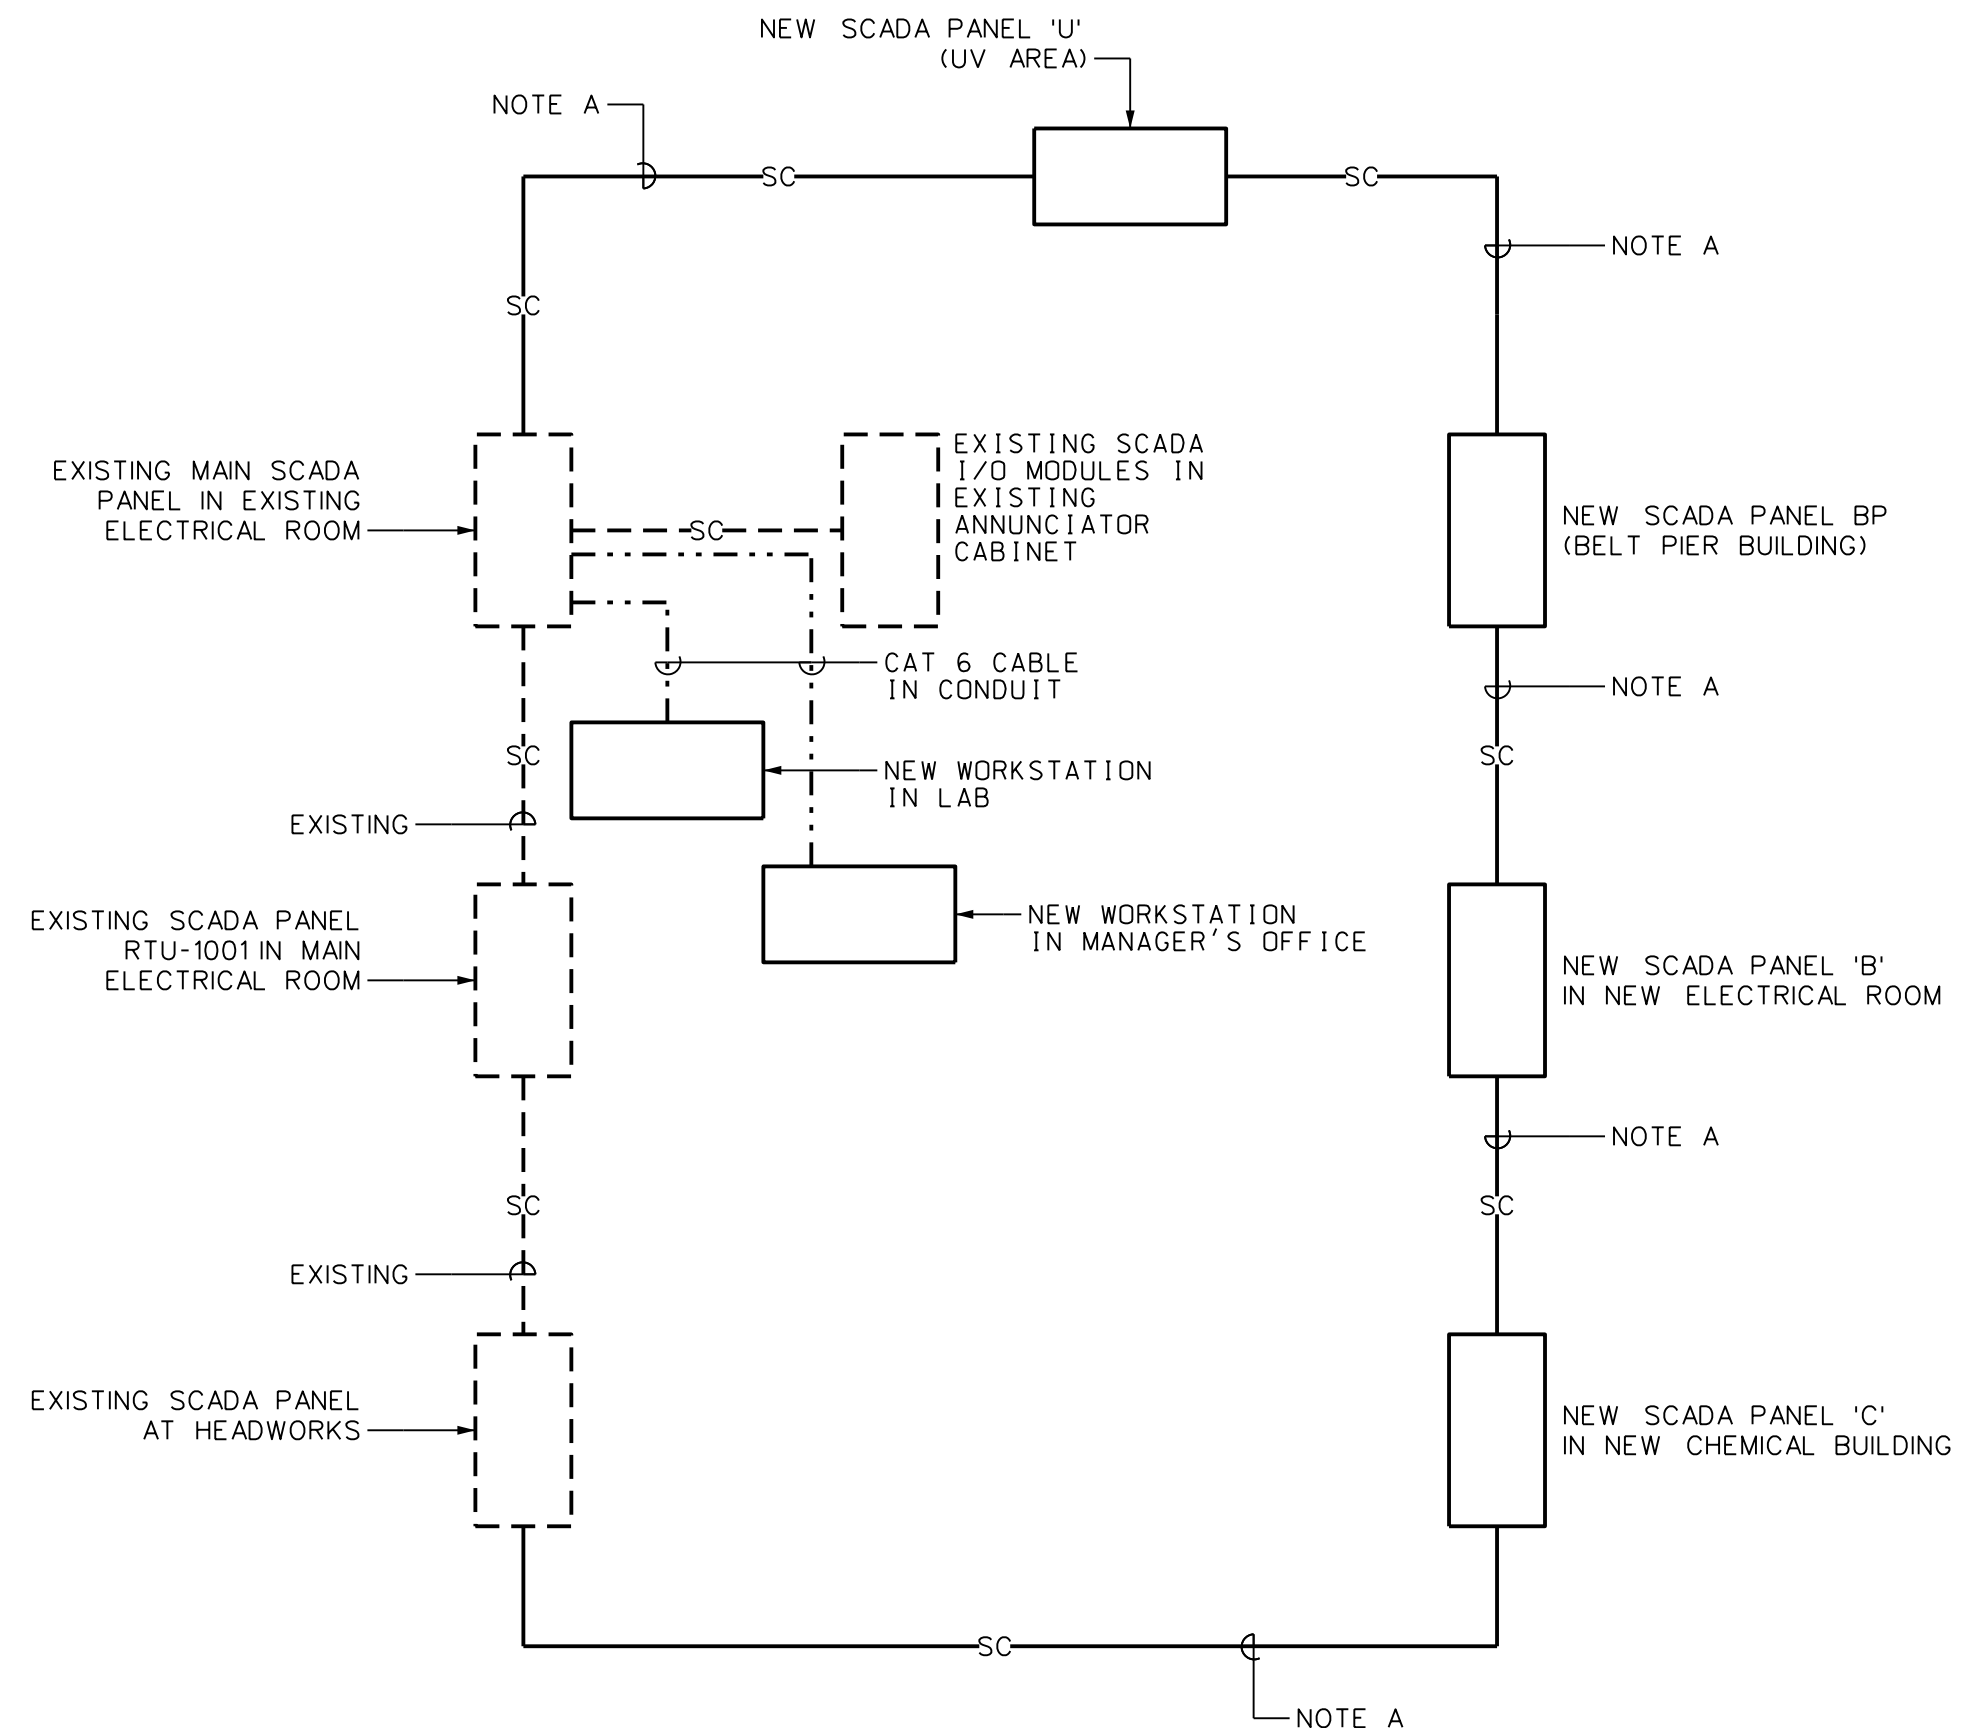 NEW SCADA PANEL 'U'
(UV AREA)
NOTE A
SC
SC
NOTE A
SC
EXISTING MAIN SCADA
PANEL IN EXISTING
ELECTRICAL ROOM
SC
EXISTING SCADA
I/O MODULES IN
EXISTING
ANNUNCIATOR
CABINET
NEW SCADA PANEL BP
(BELT PIER BUILDING)
CAT 6 CABLE
IN CONDUIT
NOTE A
SC
SC
NEW WORKSTATION
IN LAB
EXISTING
NEW WORKSTATION
IN MANAGER'S OFFICE
EXISTING SCADA PANEL
RTU-1001 IN MAIN
ELECTRICAL ROOM
NEW SCADA PANEL 'B'
IN NEW ELECTRICAL ROOM
NOTE A
SC
SC
EXISTING
EXISTING SCADA PANEL
AT HEADWORKS
NEW SCADA PANEL 'C'
IN NEW CHEMICAL BUILDING
SC
NOTE A